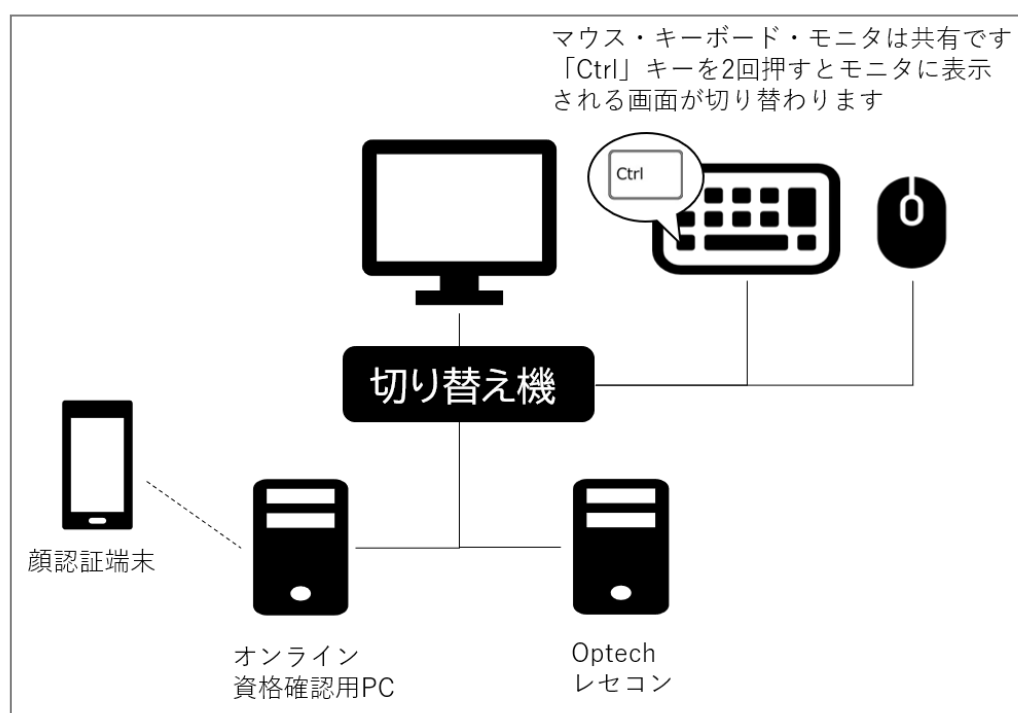 マウス・キーボード・モニタは共有です
「Ctrl」キーを2回押すとモニタに表示
される画面が切り替わります
Ctrl
切り替え機
顔認証端末
オンライン
資格確認用PC
Optech
レセコン